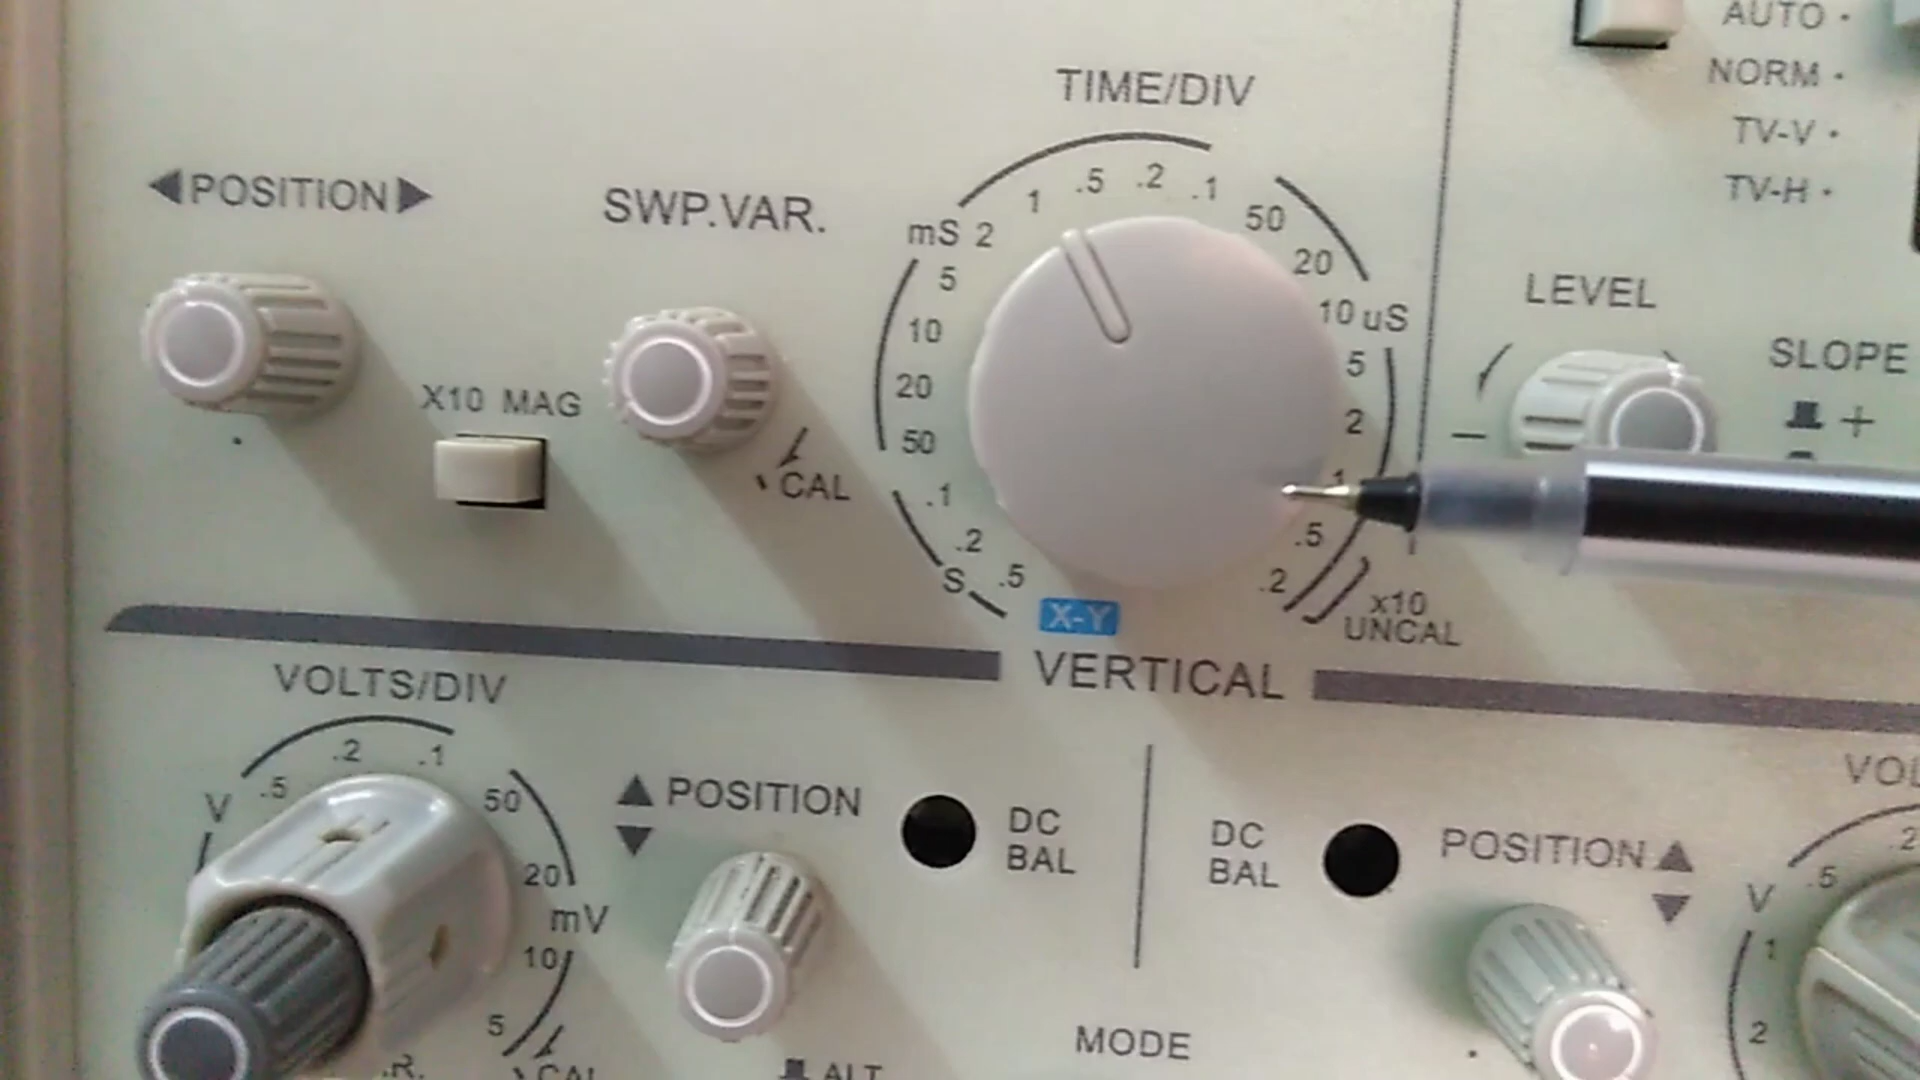 AUTO
TIME/DIV
NORM
TV-V
TV-H
◀POSITION▶
SWP.VAR.
mS 2 1 .5 .2 .1 50 20 10 uS
5 10 20 50
.1 .2 .5 S
5 2 1 .5 .2
X10 MAG
CAL
LEVEL
SLOPE
− +
X-Y
x10
UNCAL
VERTICAL
VOLTS/DIV
V .5 .2 .1 50 20 mV
10 5
CAL
▲ POSITION
▼
DC
BAL
DC
BAL
POSITION ▲
▼
V .5
1
2
MODE
ALT